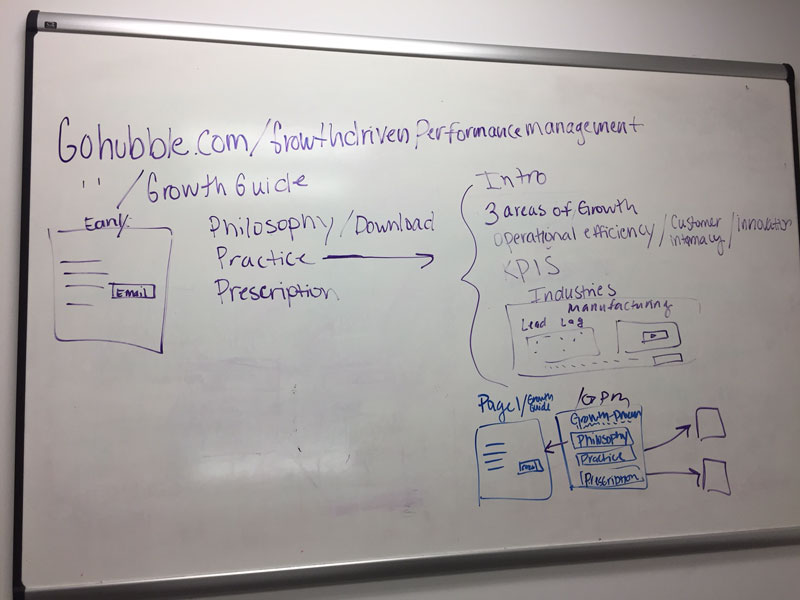 Gohubble.com/Growthdriven Performance management
'' /Growth Guide
Early:
Email
Philosophy/Download
Practice
Prescription
Intro
3 areas of Growth
Operational efficiency / Customer intimacy / Innovation
KPIS
Industries
Manufacturing
Lead Lag
Page 1/Growth Guide
Email
/GDPM
Growth-Driven
Philosophy
Practice
Prescription